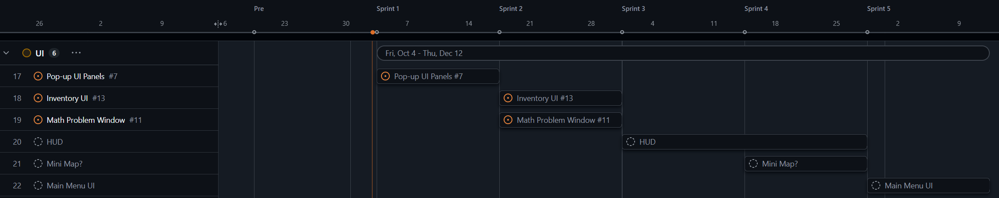 Pre Sprint 1 Sprint 2 Sprint 3 Sprint 4 Sprint 5
26 2 9 6 23 30 7 14 21 28 4 11 18 25 2 9
UI 6 ... Fri, Oct 4 - Thu, Dec 12
17 Pop-up UI Panels #7 Pop-up UI Panels #7
18 Inventory UI #13 Inventory UI #13
19 Math Problem Window #11 Math Problem Window #11
20 HUD HUD
21 Mini Map? Mini Map?
22 Main Menu UI Main Menu UI